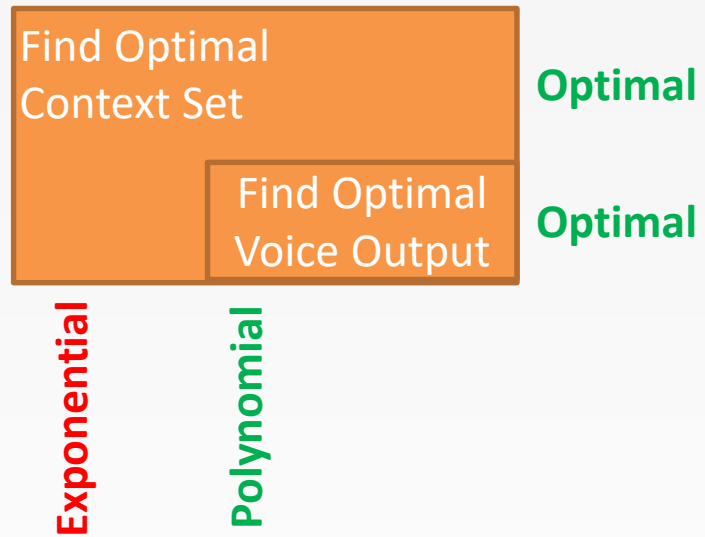 Find Optimal
Context Set
Optimal
Find Optimal
Voice Output
Optimal
Exponential
Polynomial